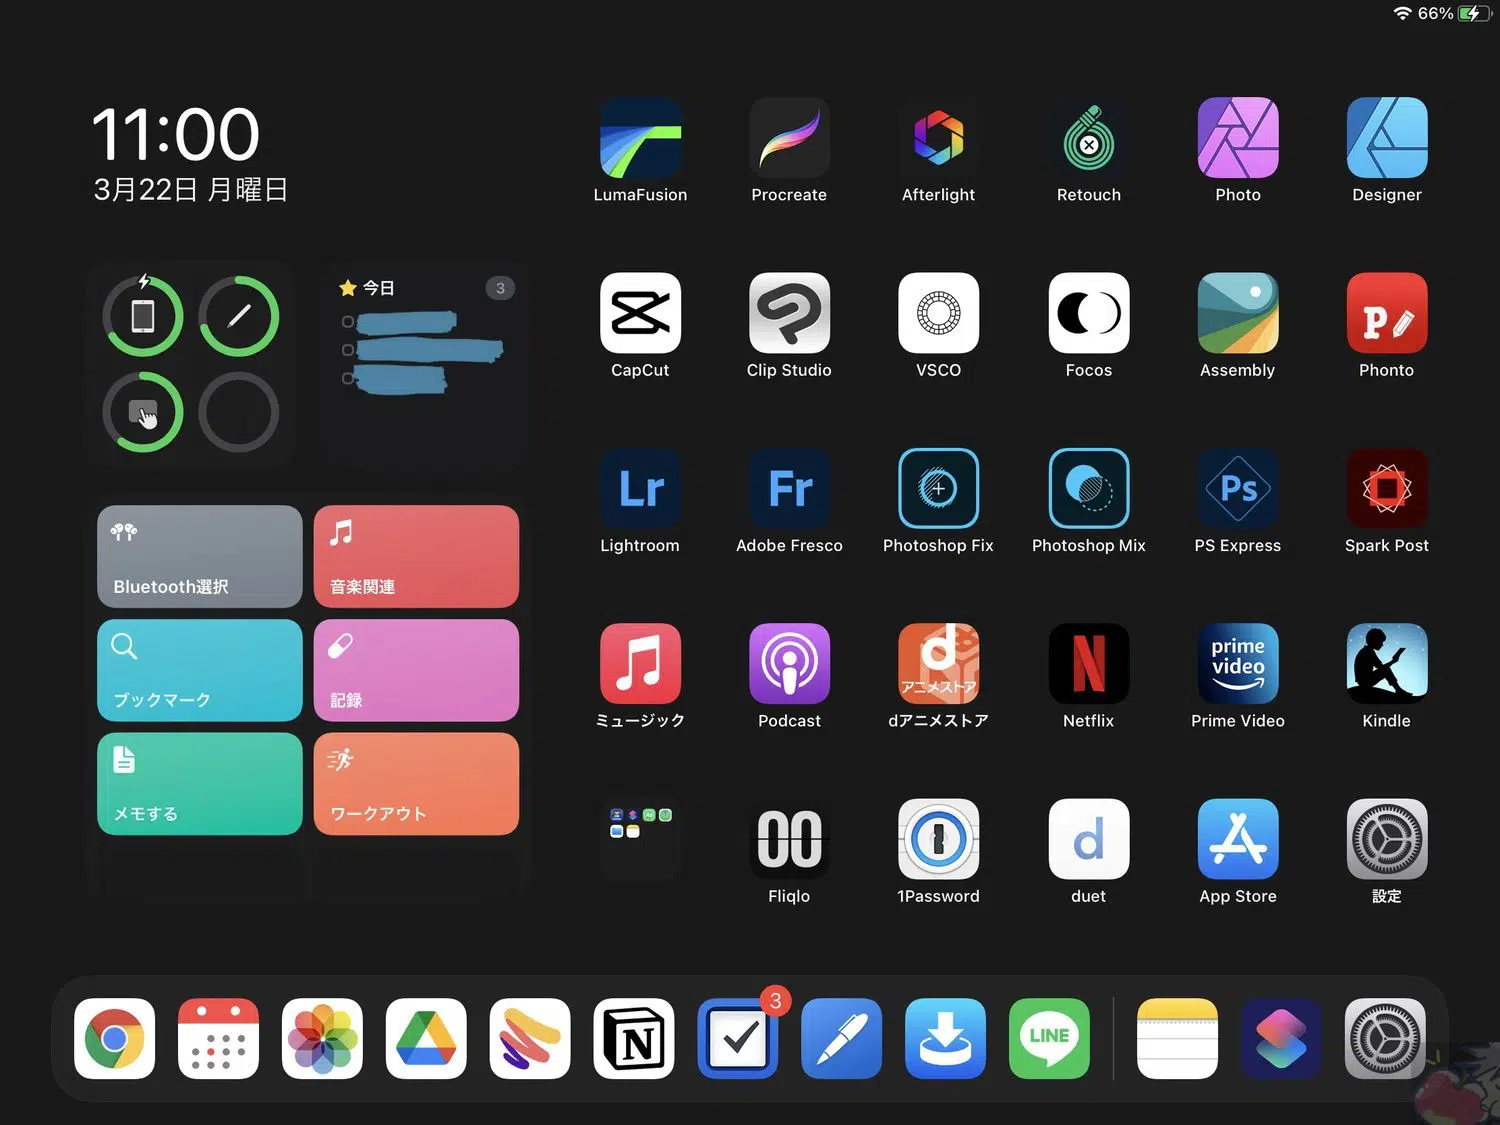 66%
11:00
3月22日 月曜日
今日
3
Bluetooth選択
音楽関連
ブックマーク
記録
メモする
ワークアウト
LumaFusion
Procreate
Afterlight
Retouch
Photo
Designer
CapCut
Clip Studio
VSCO
Focos
Assembly
P
Phonto
Lr
Lightroom
Fr
Adobe Fresco
Photoshop Fix
Photoshop Mix
Ps
PS Express
Spark Post
ミュージック
Podcast
d
アニメストア
dアニメストア
N
Netflix
prime
video
Prime Video
Kindle
00
Fliqlo
1Password
d
duet
App Store
設定
N
3
LINE